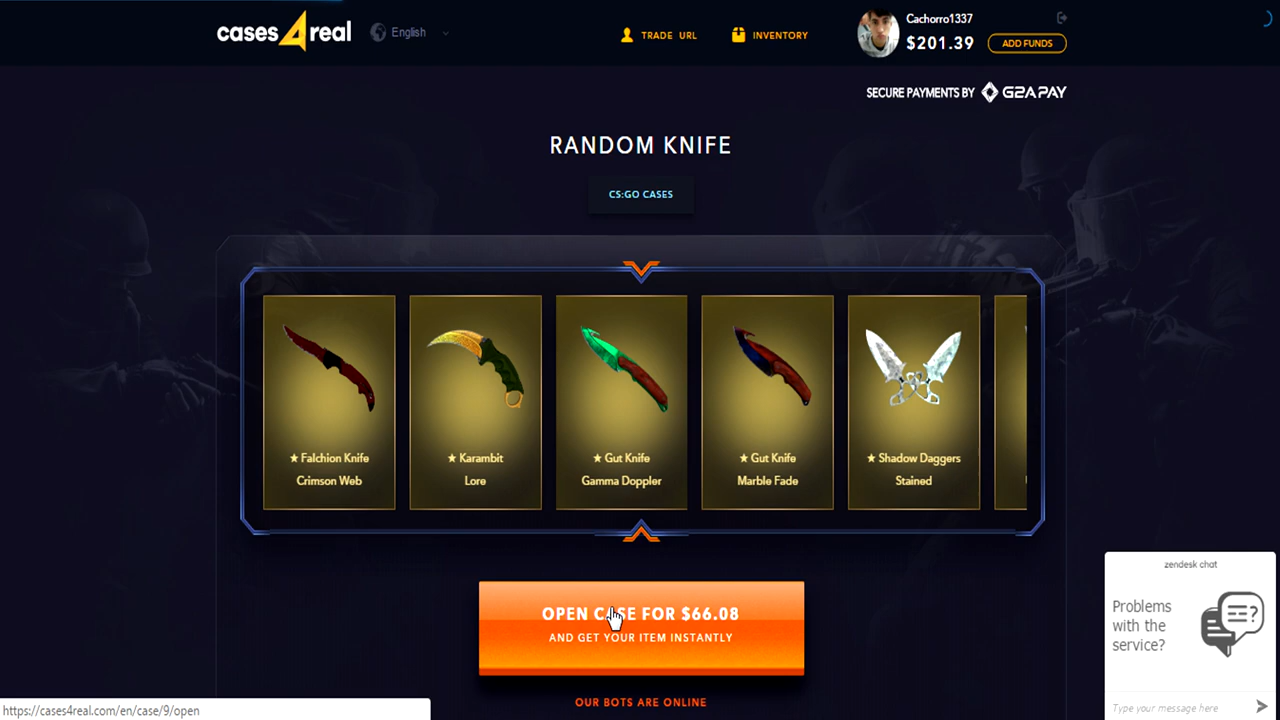 cases4real
English
TRADE URL
INVENTORY
Cachorro1337
$201.39
ADD FUNDS
SECURE PAYMENTS BY G2A PAY
RANDOM KNIFE
CS:GO CASES
★ Falchion Knife
Crimson Web
★ Karambit
Lore
★ Gut Knife
Gamma Doppler
★ Gut Knife
Marble Fade
★ Shadow Daggers
Stained
OPEN CASE FOR $66.08
AND GET YOUR ITEM INSTANTLY
OUR BOTS ARE ONLINE
zendesk chat
Problems
with the
service?
Type your message here
https://cases4real.com/en/case/9/open